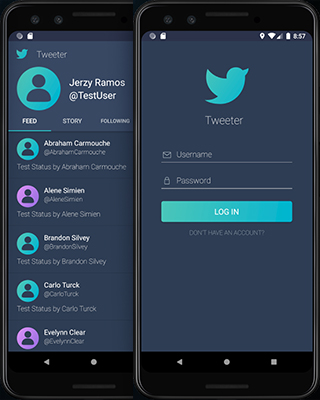 Tweeter
Jerzy Ramos
@TestUser
FEED STORY FOLLOWING
Abraham Carmouche
@AbrahamCarmouche
Test Status by Abraham Carmouche
Alene Simien
@AleneSimien
Test Status by Alene Simien
Brandon Silvey
@BrandonSilvey
Test Status by Brandon Silvey
Carlo Turck
@CarloTurck
Test Status by Carlo Turck
Evelynn Clear
@EvelynnClear
8:57
Tweeter
Username
Password
LOG IN
DON'T HAVE AN ACCOUNT?